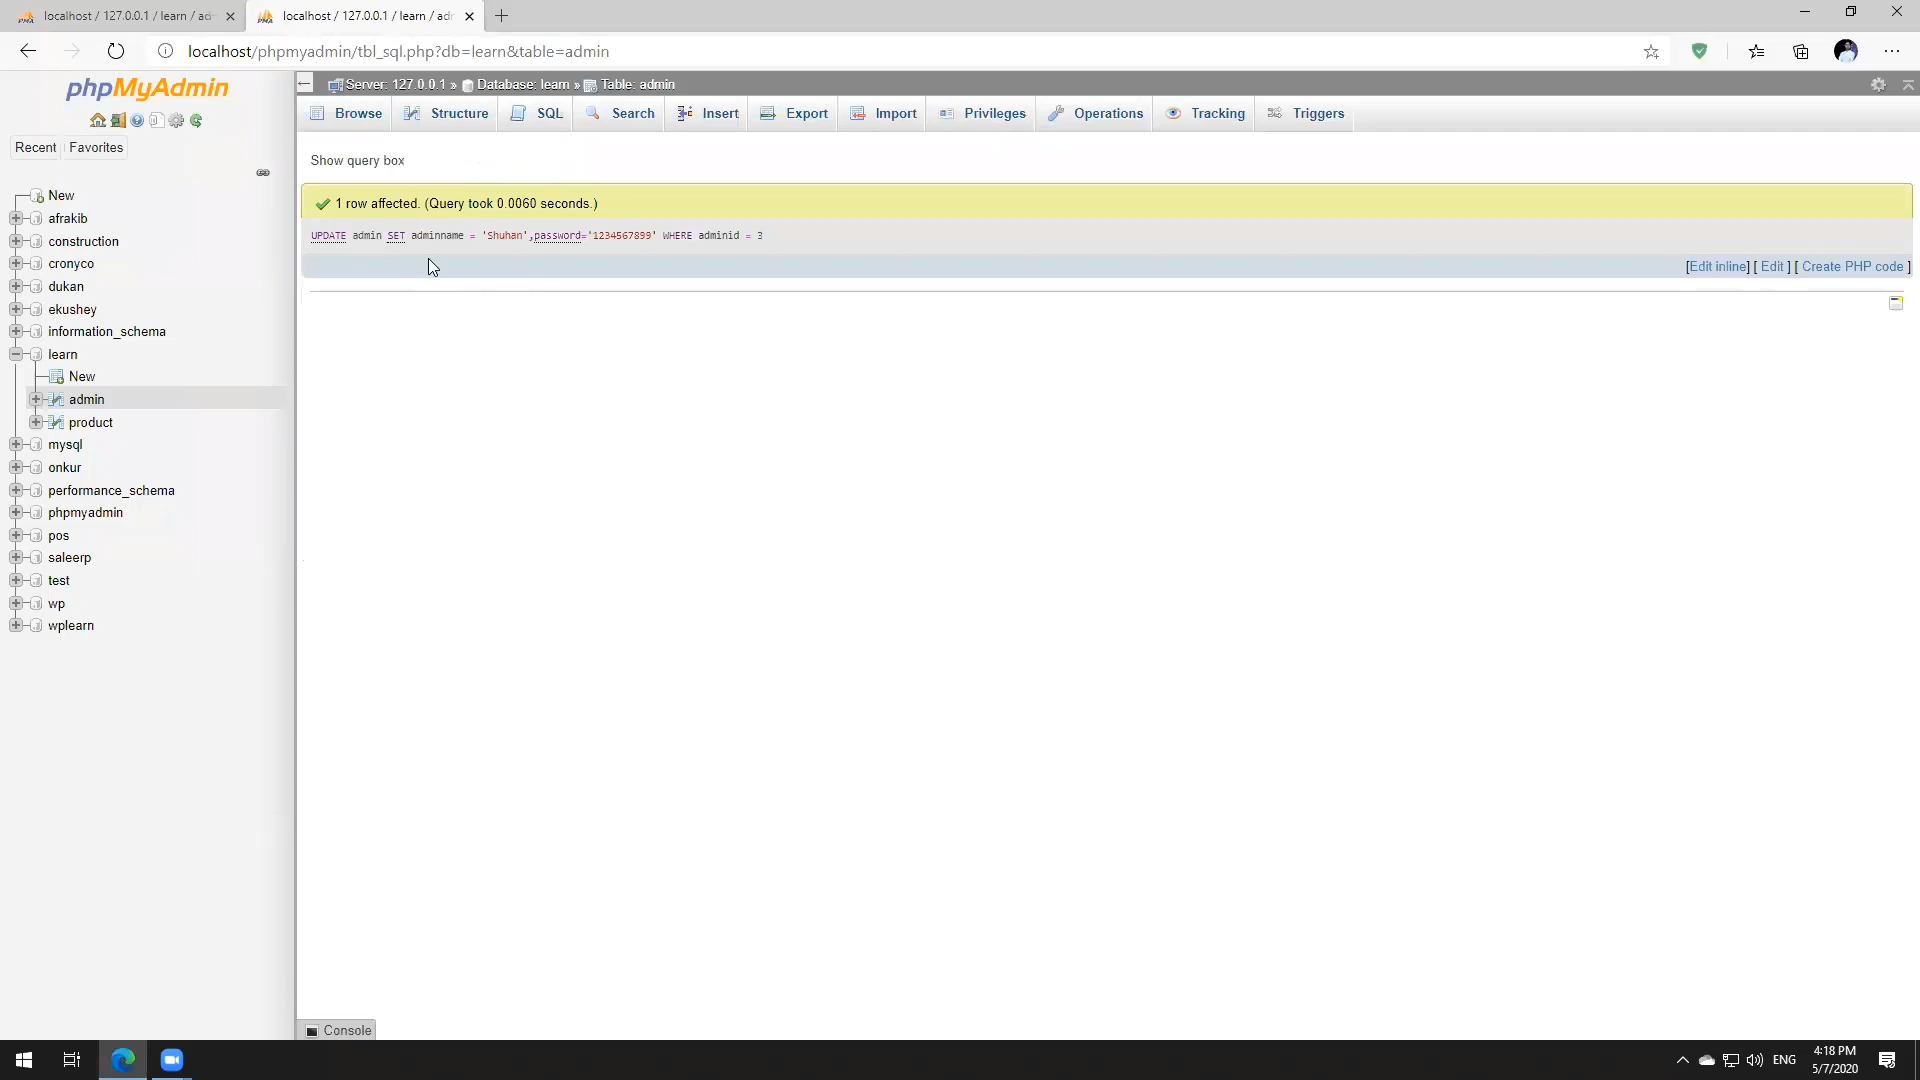 localhost / 127.0.0.1 / learn / ad
localhost / 127.0.0.1 / learn / adr
localhost/phpmyadmin/tbl_sql.php?db=learn&table=admin
phpMyAdmin
Recent Favorites
New
afrakib
construction
cronyco
dukan
ekushey
information_schema
learn
New
admin
product
mysql
onkur
performance_schema
phpmyadmin
pos
saleerp
test
wp
wplearn
Server: 127.0.0.1 » Database: learn » Table: admin
Browse Structure SQL Search Insert Export Import Privileges Operations Tracking Triggers
Show query box
1 row affected. (Query took 0.0060 seconds.)
UPDATE admin SET adminname = 'Shuhan',password='1234567899' WHERE adminid = 3
[Edit inline] [ Edit ] [ Create PHP code ]
Console
ENG
4:18 PM
5/7/2020